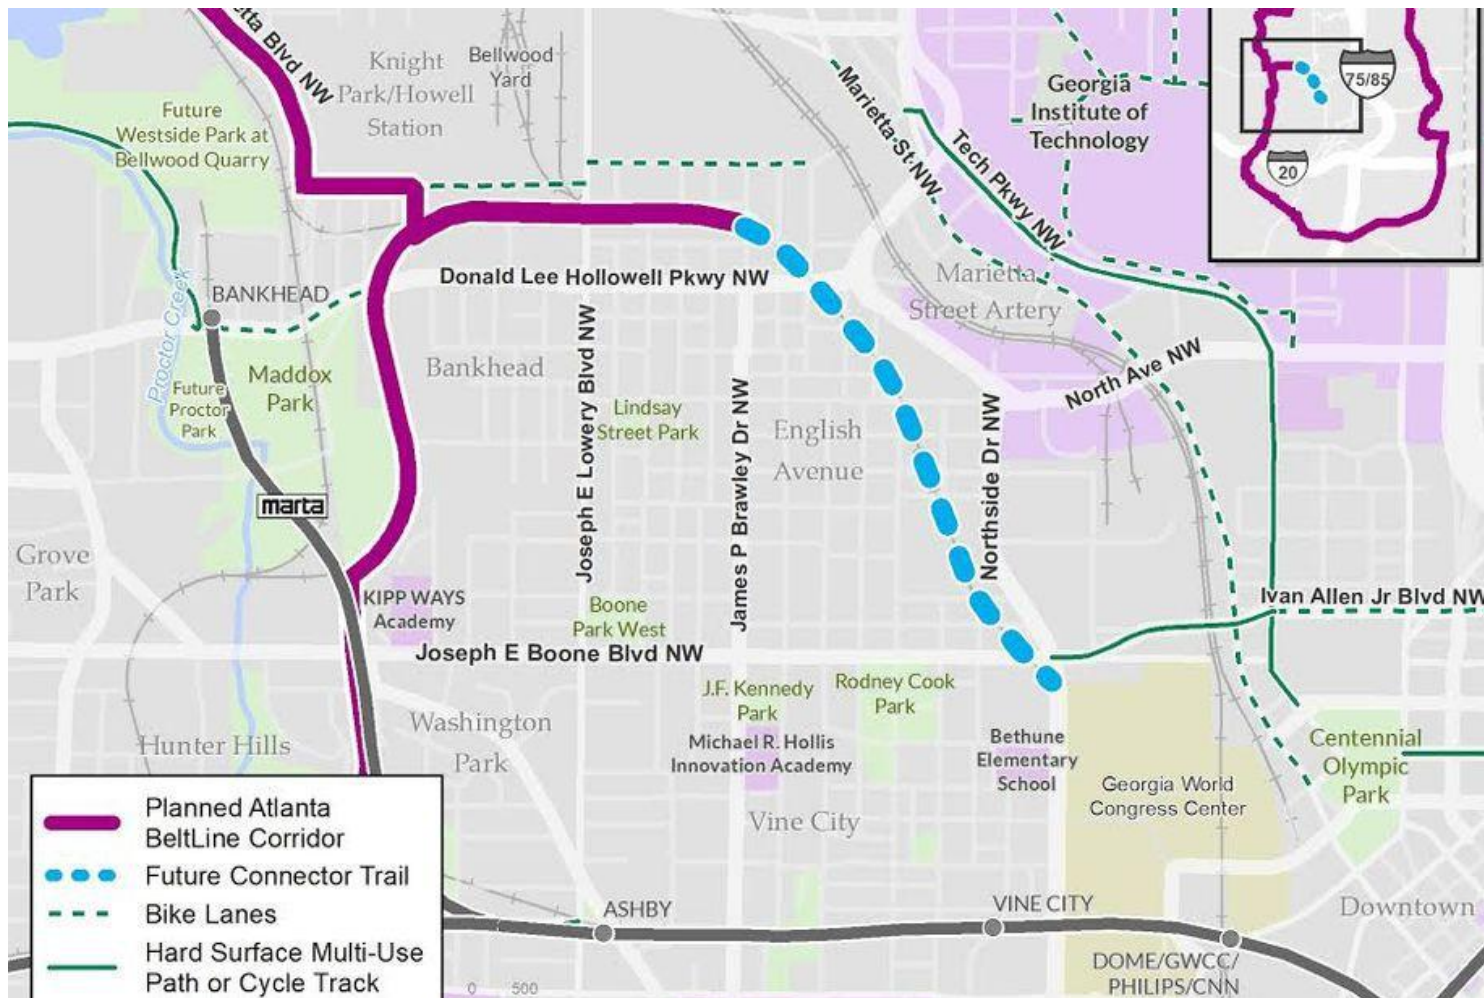 etta Blvd NW
Knight
Park/Howell
Station
Bellwood
Yard
Future
Westside Park at
Bellwood Quarry
Marietta St NW
Georgia
Institute of
Technology
Tech Pkwy NW
75/85
20
Proctor Creek
BANKHEAD
Donald Lee Hollowell Pkwy NW
Marietta
Street Artery
Future
Proctor
Park
Maddox
Park
Bankhead
Joseph E Lowery Blvd NW
Lindsay
Street Park
James P Brawley Dr NW
English
Avenue
Northside Dr NW
North Ave NW
marta
Grove
Park
KIPP WAYS
Academy
Boone
Park West
Ivan Allen Jr Blvd NW
Joseph E Boone Blvd NW
J.F. Kennedy
Park
Rodney Cook
Park
Washington
Park
Hunter Hills
Michael R. Hollis
Innovation Academy
Bethune
Elementary
School
Georgia World
Congress Center
Centennial
Olympic
Park
Vine City
Planned Atlanta
BeltLine Corridor
Future Connector Trail
Bike Lanes
Hard Surface Multi-Use
Path or Cycle Track
ASHBY
VINE CITY
Downtown
DOME/GWCC/
PHILIPS/CNN
0 500